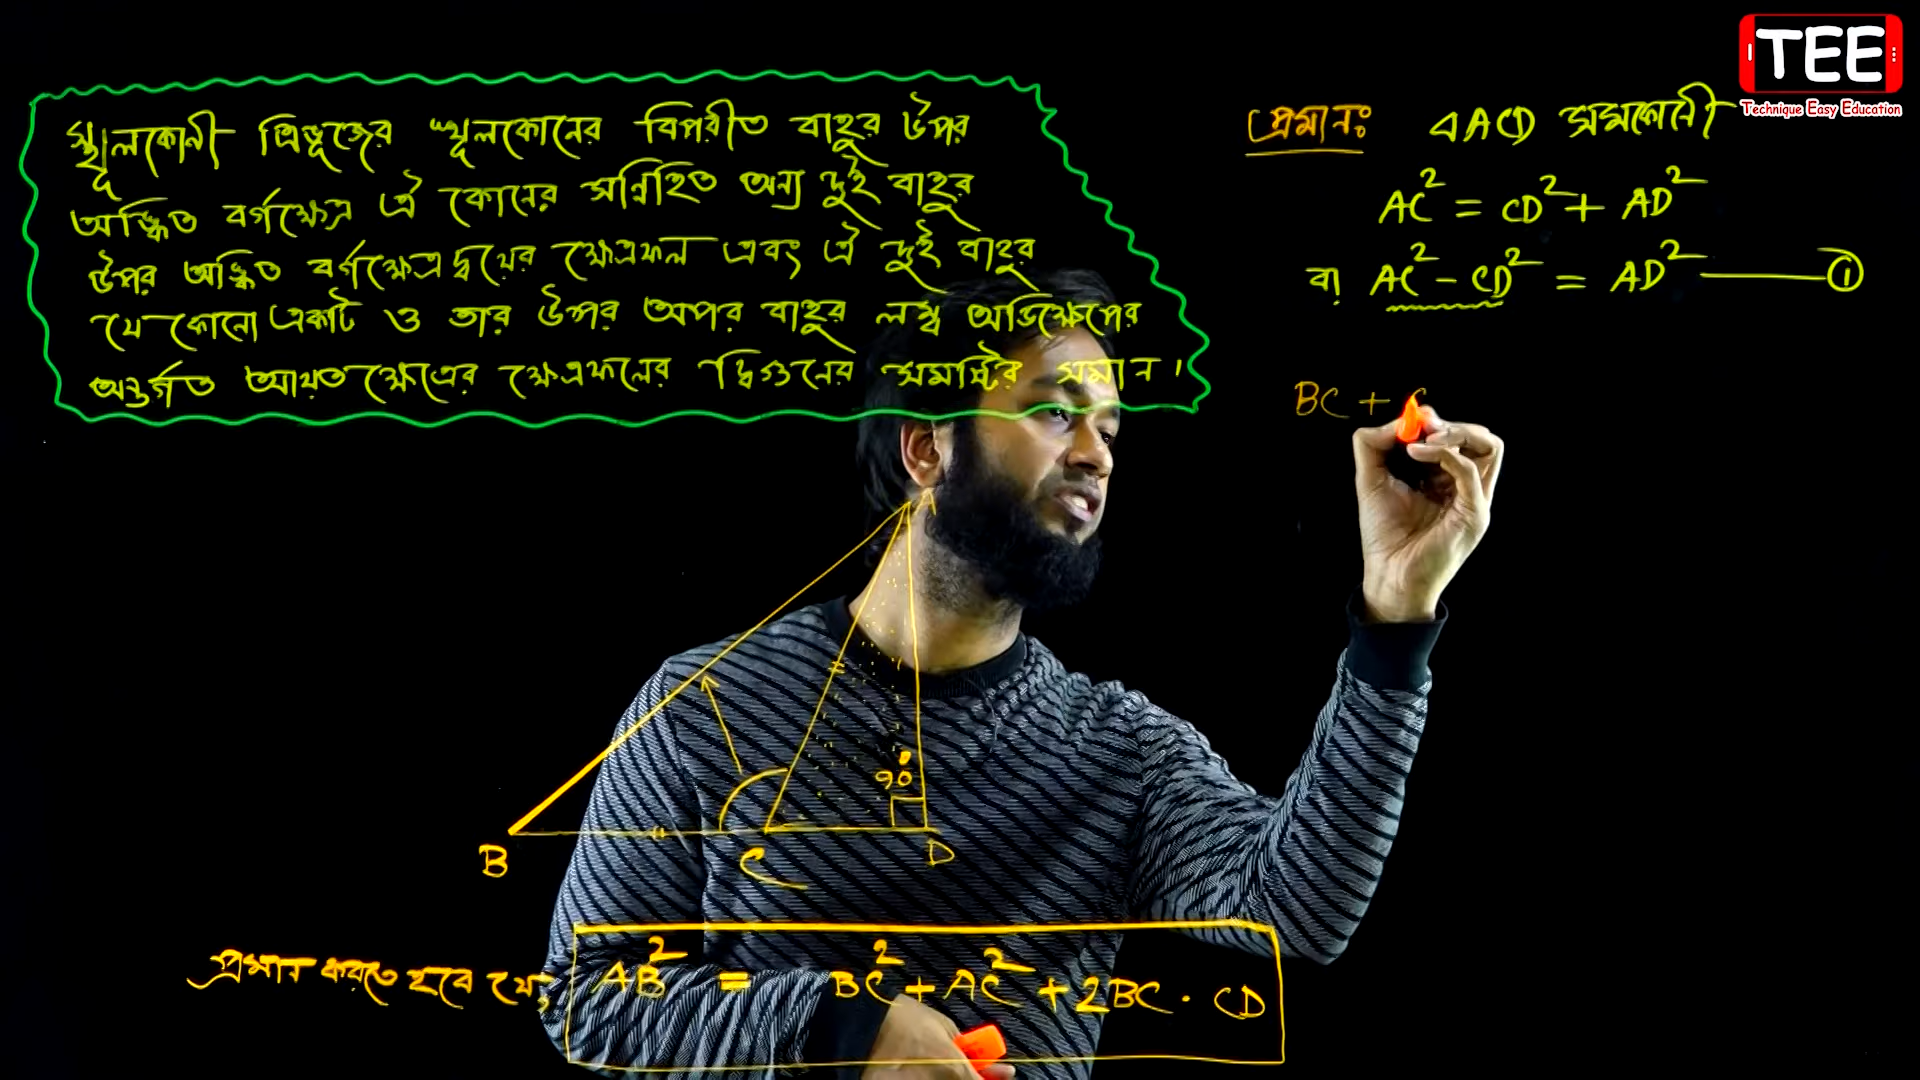 স্থূলকোনী ত্রিভূজের স্থূলকোনের বিপরীত বাহুর উপর
অঙ্কিত বর্গক্ষেত্র ঐ কোনের সন্নিহিত অন্য দুই বাহুর
উপর অঙ্কিত বর্গক্ষেত্রদ্বয়ের ক্ষেত্রফল এবং ঐ দুই বাহুর
যে কোনো একটি ও তার উপর অপর বাহুর লম্ব অভিক্ষেপের
অন্তর্গত আয়তক্ষেত্রের ক্ষেত্রফলের দ্বিগুনের সমষ্টির সমান।
প্রমানঃ ⊿ACD সমকোনী
AC² = CD² + AD²
বা AC² - CD² = AD² ①
BC +
A
90°
B C D
প্রমান করতে হবে যে, AB² = BC² + AC² + 2BC · CD
TEE
Technique Easy Education